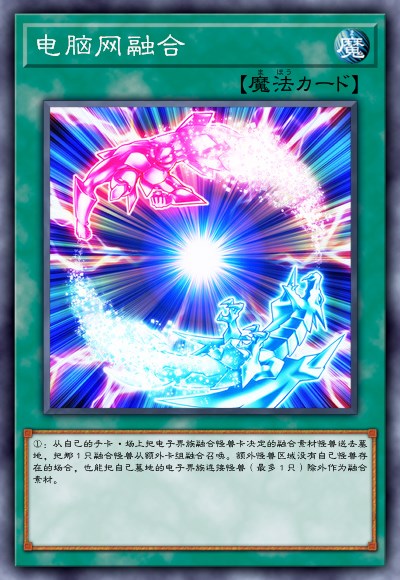 电脑网融合
魔
【魔法カード】
ま ほう
①：从自己的手卡·场上把电子界族融合怪兽卡决定的融合素材怪兽送去墓
地，把那1只融合怪兽从额外卡组融合召唤。额外怪兽区域没有自己怪兽存
在的场合，也能把自己墓地的电子界族连接怪兽（最多1只）除外作为融合
素材。